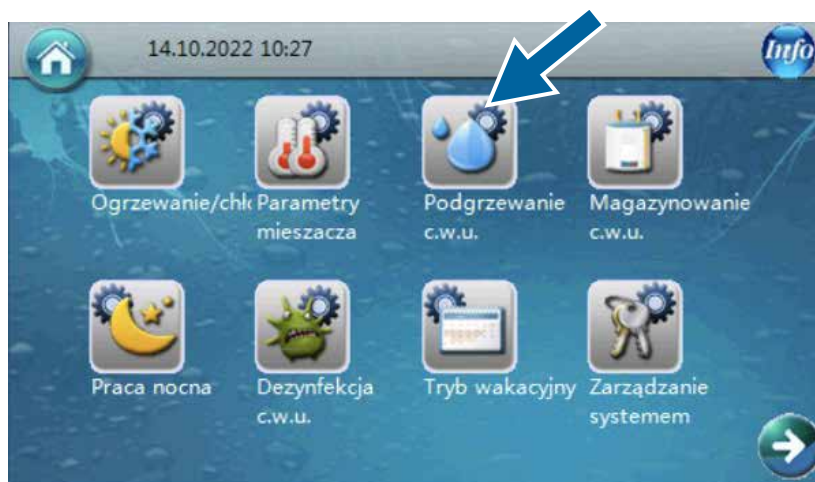 14.10.2022 10:27
Info
Ogrzewanie/chł
Parametry
mieszacza
Podgrzewanie
c.w.u.
Magazynowanie
c.w.u.
Praca nocna
Dezynfekcja
c.w.u.
Tryb wakacyjny
Zarządzanie
systemem